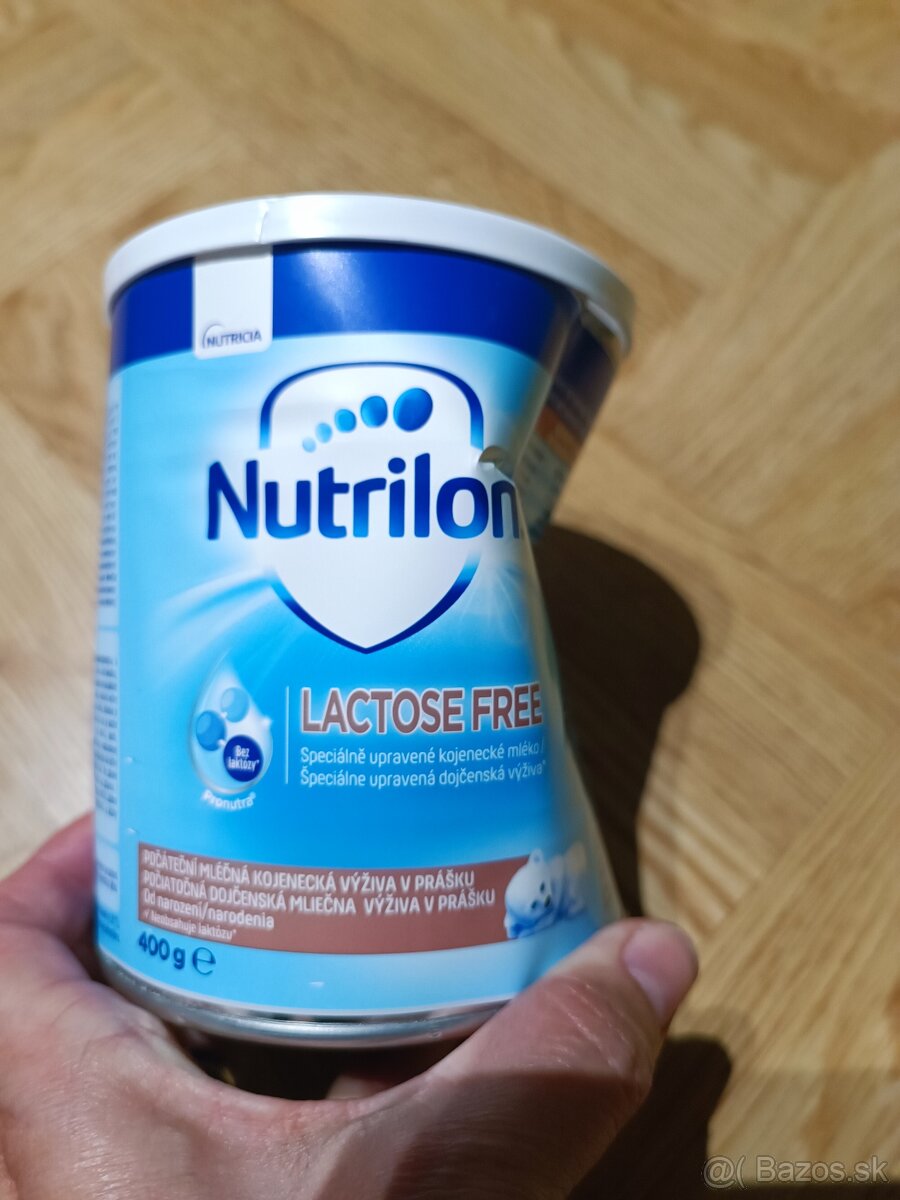 NUTRICIA
Nutrilon
LACTOSE FREE
Speciálně upravené kojenecké mléko /
Špeciálne upravená dojčenská výživa*
Bez
laktózy*
Pronutra®
POČÁTEČNÍ MLÉČNÁ KOJENECKÁ VÝŽIVA V PRÁŠKU
POČIATOČNÁ DOJČENSKÁ MLIEČNA VÝŽIVA V PRÁŠKU
Od narození/narodenia
√ Neobsahuje laktózu*
400 g e
@( Bazos.sk